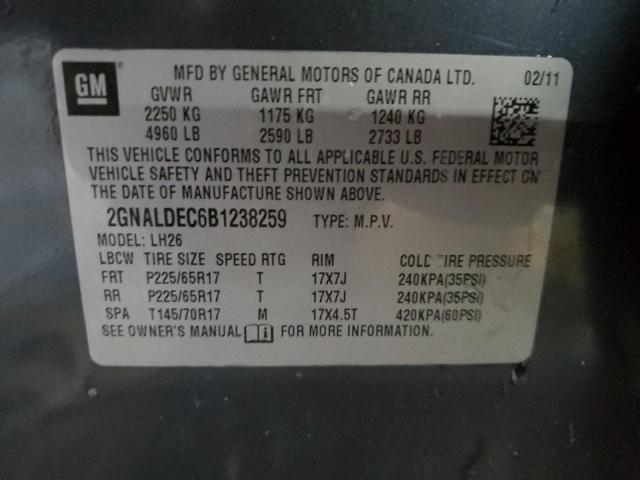 GM
MFD BY GENERAL MOTORS OF CANADA LTD. 02/11
GVWR GAWR FRT GAWR RR
2250 KG 1175 KG 1240 KG
4960 LB 2590 LB 2733 LB
THIS VEHICLE CONFORMS TO ALL APPLICABLE U.S. FEDERAL MOTOR
VEHICLE SAFETY AND THEFT PREVENTION STANDARDS IN EFFECT ON
THE DATE OF MANUFACTURE SHOWN ABOVE.
2GNALDEC6B1238259 TYPE: M.P.V.
MODEL: LH26
LBCW TIRE SIZE SPEED RTG RIM COLD TIRE PRESSURE
FRT P225/65R17 T 17X7J 240KPA(35PSI)
RR P225/65R17 T 17X7J 240KPA(35PSI)
SPA T145/70R17 M 17X4.5T 420KPA(60PSI)
SEE OWNER'S MANUAL FOR MORE INFORMATION.